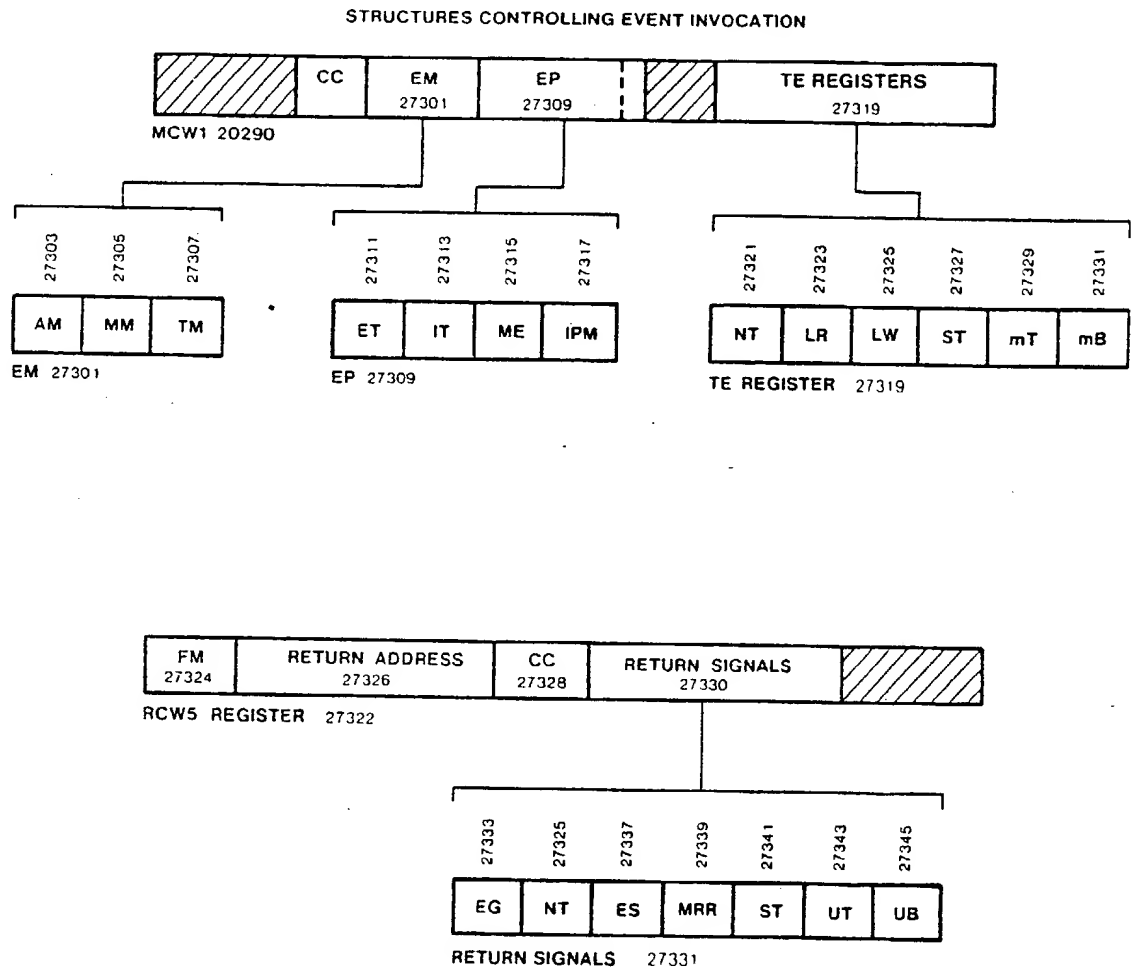 STRUCTURES CONTROLLING EVENT INVOCATION
CC EM EP TE REGISTERS
27301 27309 27319
MCW1 20290
27303 27305 27307 27311 27313 27315 27317 27321 27323 27325 27327 27329 27331
AM MM TM ET IT ME IPM NT LR LW ST mT mB
EM 27301 EP 27309 TE REGISTER 27319
FM RETURN ADDRESS CC RETURN SIGNALS
27324 27326 27328 27330
RCW5 REGISTER 27322
27333 27325 27337 27339 27341 27343 27345
EG NT ES MRR ST UT UB
RETURN SIGNALS 27331